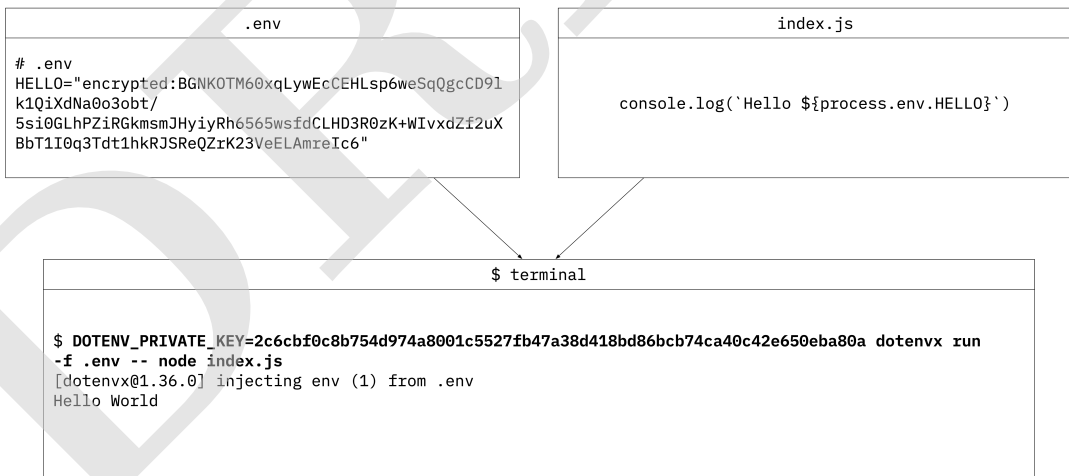 .env
# .env
HELLO="encrypted:BGNKOTM60xqLywEcCEHLsp6weSqQgcCD9l
k1QiXdNa0o3obt/
5si0GLhPZiRGkmsmJHyiyRh6565wsfdCLHD3R0zK+WIvxdZf2uX
BbT1I0q3Tdt1hkRJSReQZrK23VeELAmreIc6"
index.js
console.log(`Hello ${process.env.HELLO}`)
$ terminal
$ DOTENV_PRIVATE_KEY=2c6cbf0c8b754d974a8001c5527fb47a38d418bd86bcb74ca40c42e650eba80a dotenvx run
-f .env -- node index.js
[dotenvx@1.36.0] injecting env (1) from .env
Hello World